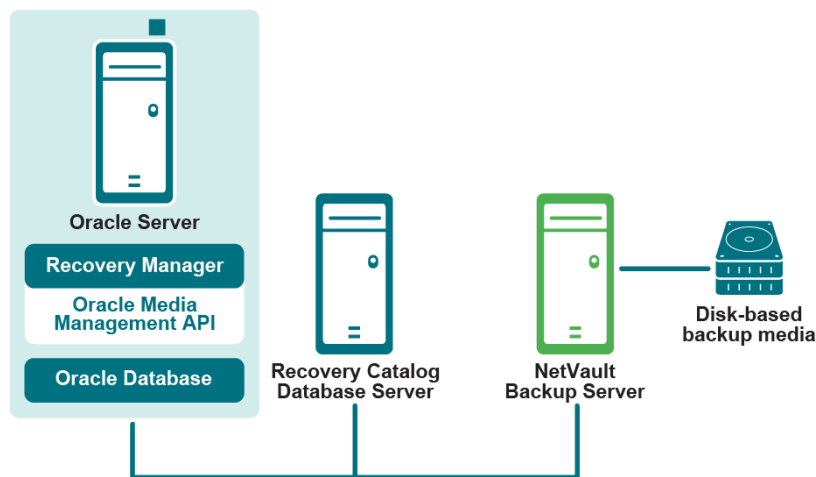 Oracle Server
Recovery Manager
Oracle Media
Management API
Oracle Database
Recovery Catalog
Database Server
NetVault
Backup Server
Disk-based
backup media